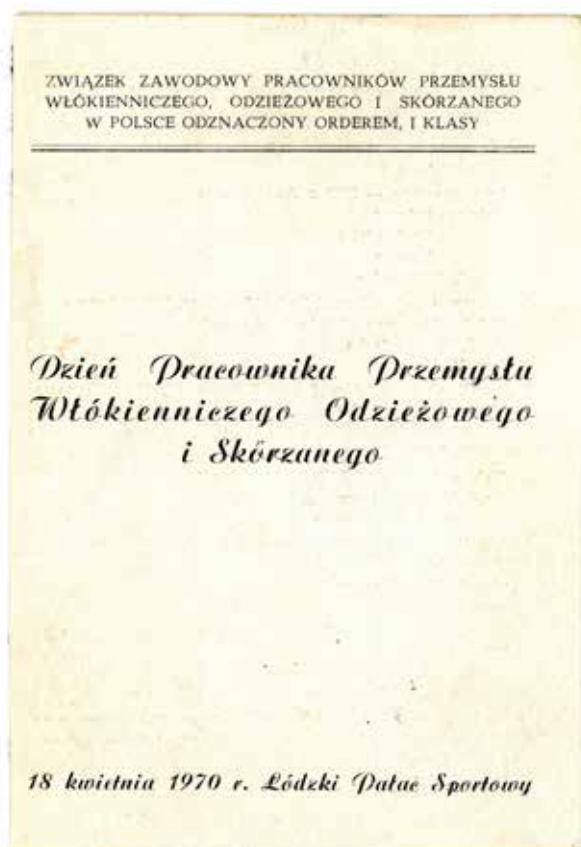 ZWIĄZEK ZAWODOWY PRACOWNIKÓW PRZEMYSŁU
WŁÓKIENNICZEGO, ODZIEŻOWEGO I SKÓRZANEGO
W POLSCE ODZNACZONY ORDEREM, I KLASY
Dzień Pracownika Przemysłu
Włókienniczego Odzieżowego
i Skórzanego
18 kwietnia 1970 r. Łódzki Pałac Sportowy